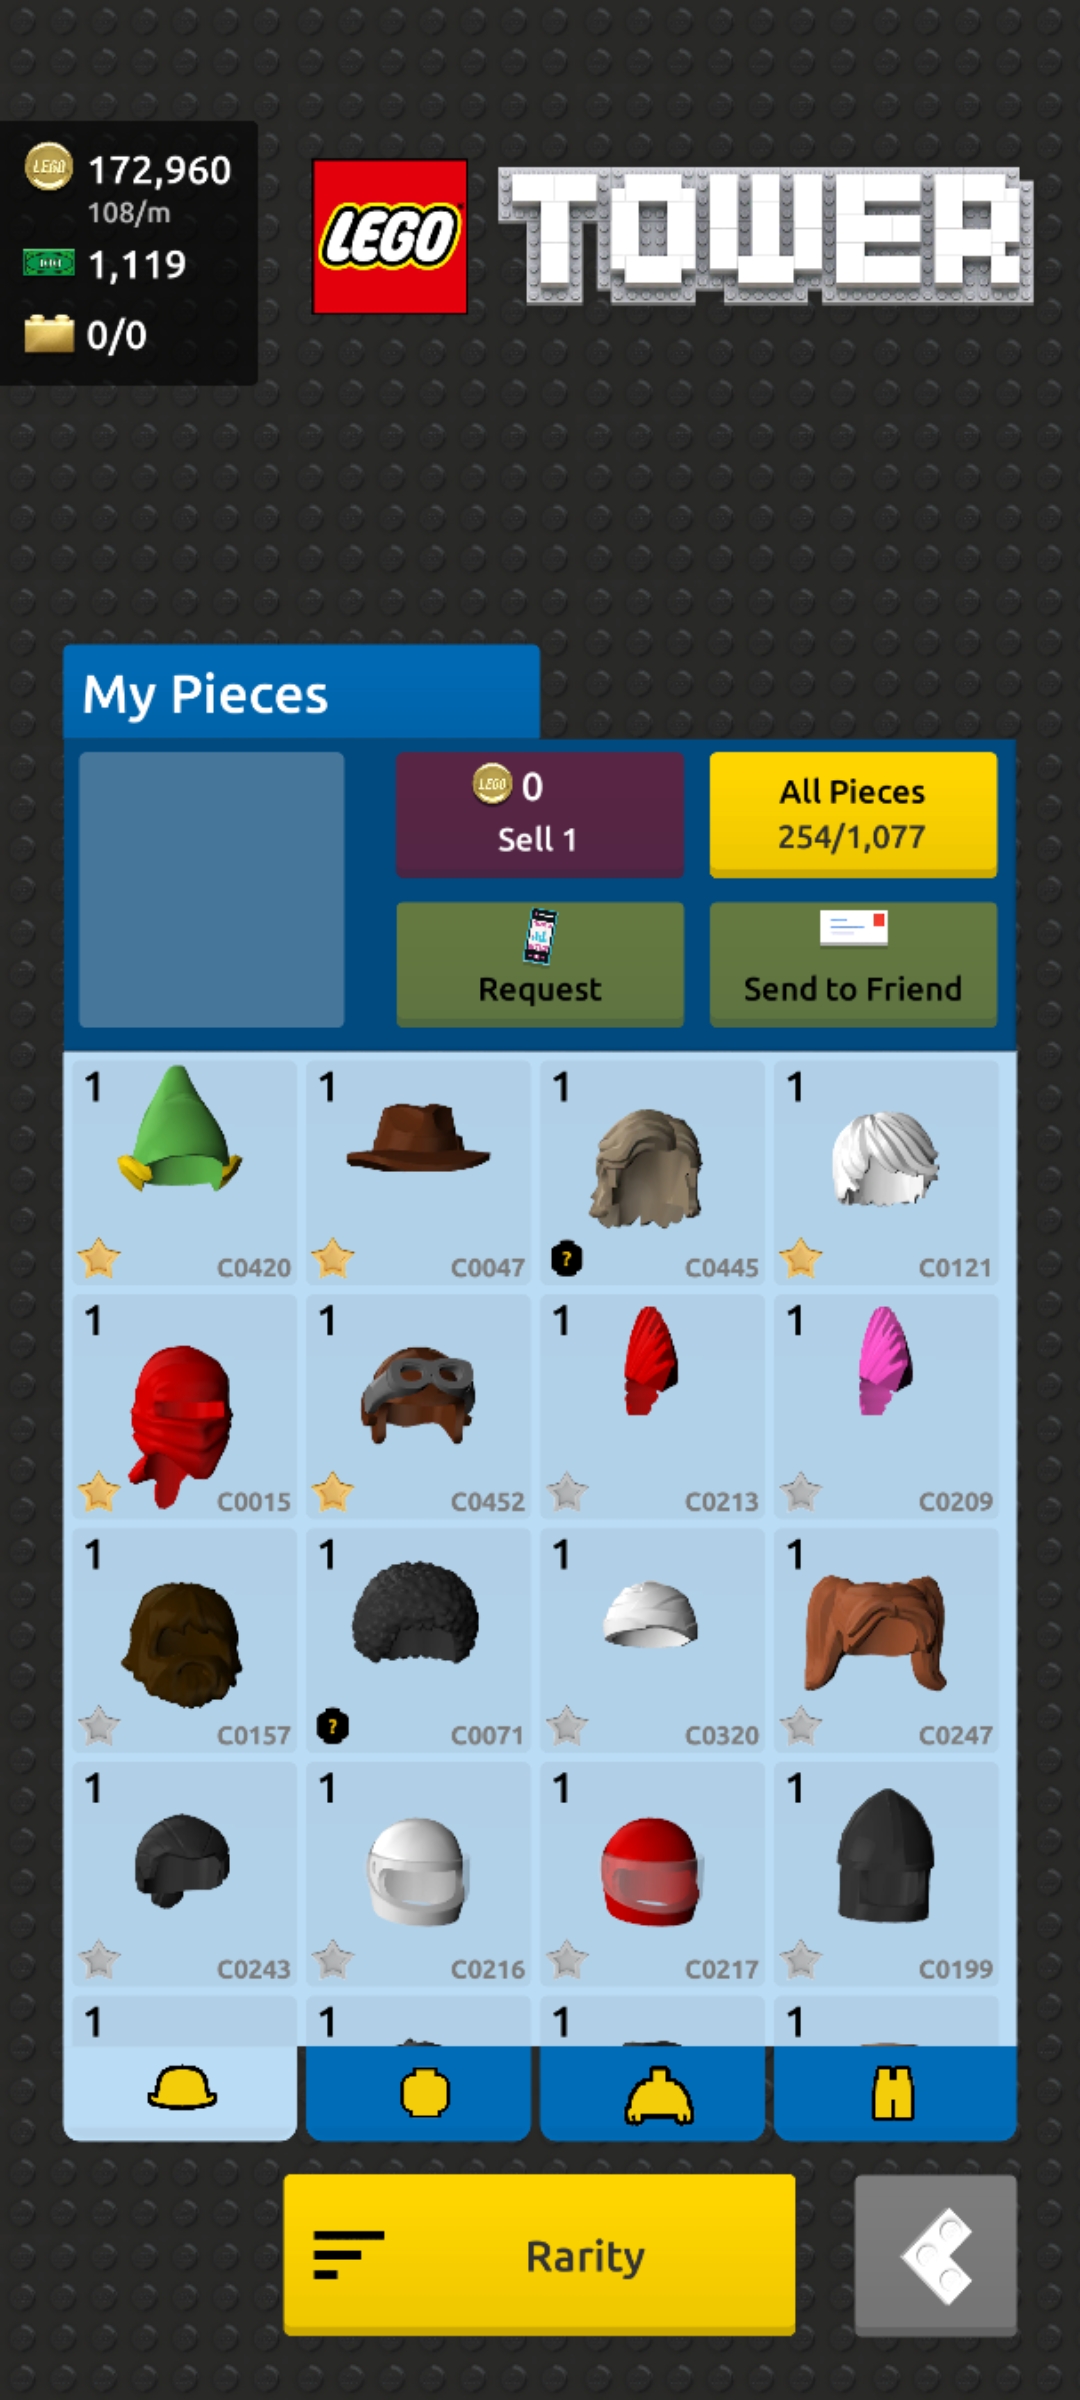 172,960
108/m
1,119
0/0
LEGO
TOWER
My Pieces
LEGO 0
Sell 1
All Pieces
254/1,077
Request
Send to Friend
1 1 1 1
C0420 C0047 C0445 C0121
1 1 1 1
C0015 C0452 C0213 C0209
1 1 1 1
C0157 C0071 C0320 C0247
1 1 1 1
C0243 C0216 C0217 C0199
1 1 1 1
Rarity